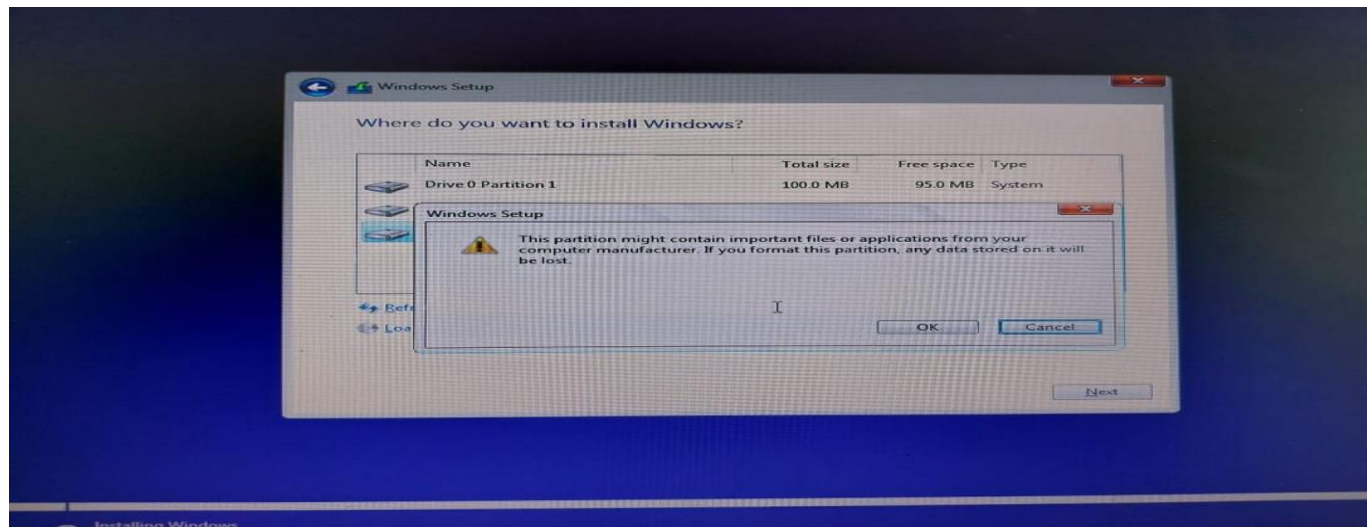 Windows Setup
Where do you want to install Windows?
Name Total size Free space Type
Drive 0 Partition 1 100.0 MB 95.0 MB System
Windows Setup
This partition might contain important files or applications from your
computer manufacturer. If you format this partition, any data stored on it will
be lost.
Refr
Loa
OK Cancel
Next
Installing Windows